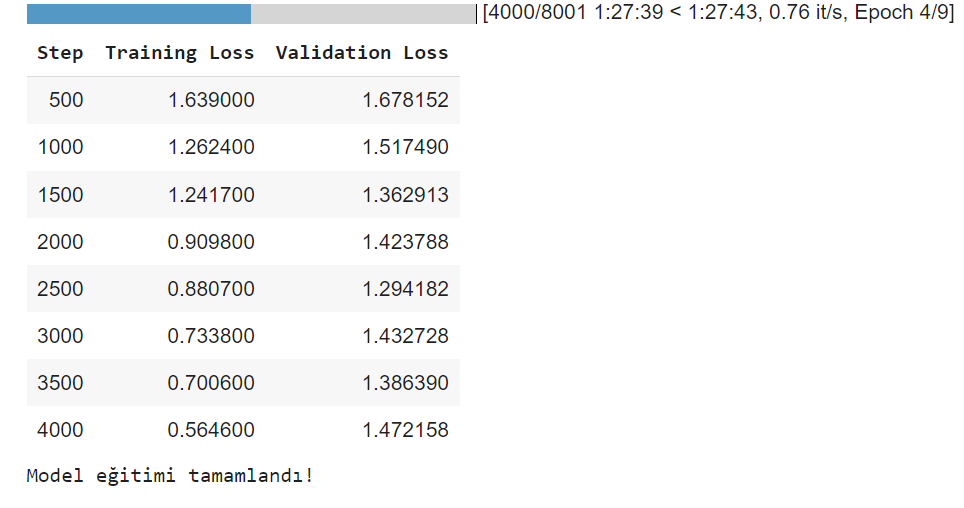 [4000/8001 1:27:39 < 1:27:43, 0.76 it/s, Epoch 4/9]
Step Training Loss Validation Loss
500 1.639000 1.678152
1000 1.262400 1.517490
1500 1.241700 1.362913
2000 0.909800 1.423788
2500 0.880700 1.294182
3000 0.733800 1.432728
3500 0.700600 1.386390
4000 0.564600 1.472158
Model eğitimi tamamlandı!